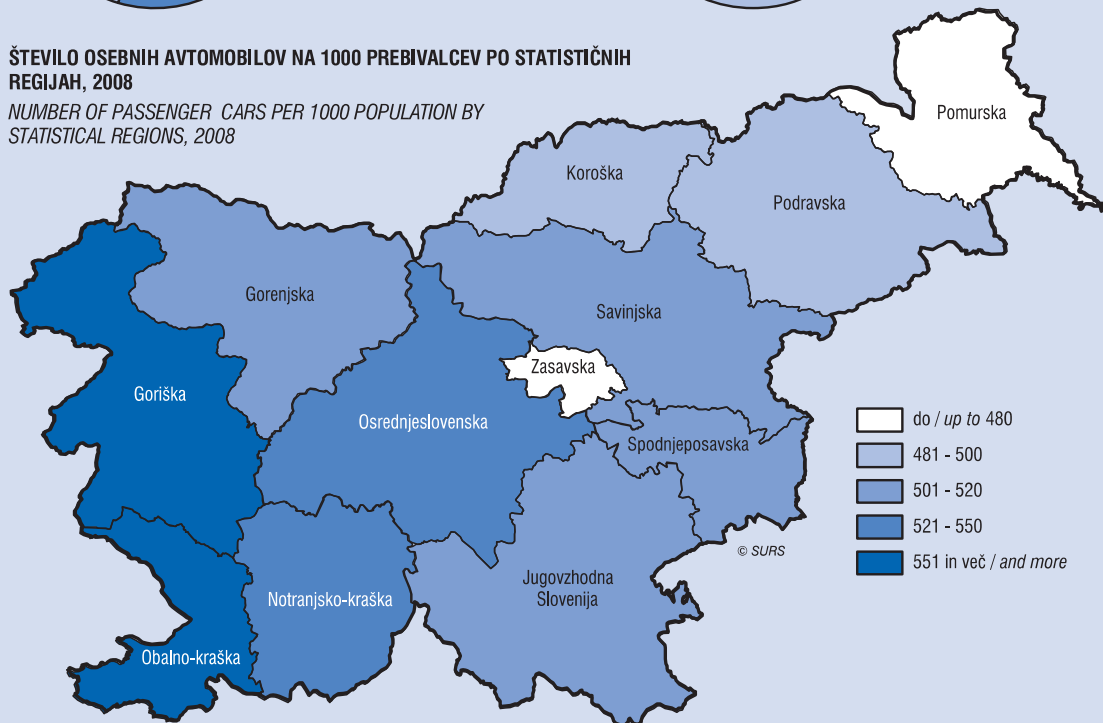 ŠTEVILO OSEBNIH AVTOMOBILOV NA 1000 PREBIVALCEV PO STATISTIČNIH
REGIJAH, 2008
NUMBER OF PASSENGER CARS PER 1000 POPULATION BY
STATISTICAL REGIONS, 2008
Pomurska
Koroška
Podravska
Gorenjska
Savinjska
Zasavska
Goriška
Osrednjeslovenska
Spodnjeposavska
Jugovzhodna
Slovenija
Notranjsko-kraška
Obalno-kraška
do / up to 480
481 - 500
501 - 520
521 - 550
551 in več / and more
© SURS